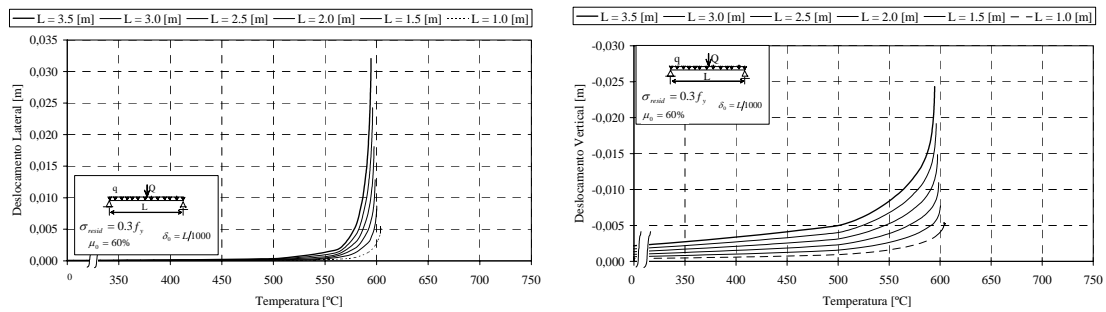 L = 3.5 [m] L = 3.0 [m] L = 2.5 [m] L = 2.0 [m] L = 1.5 [m] L = 1.0 [m]
0,035
0,030
0,025
0,020
0,015
0,010
0,005
0,000
Deslocamento Lateral [m]
q Q
L
σresid = 0.3fy
μ0 = 60% δ0 = L/1000
0 350 400 450 500 550 600 650 700 750
Temperatura [ºC]
L = 3.5 [m] L = 3.0 [m] L = 2.5 [m] L = 2.0 [m] L = 1.5 [m] L = 1.0 [m]
-0,030
-0,025
-0,020
-0,015
-0,010
-0,005
0,000
Deslocamento Vertical [m]
q Q
L
σresid = 0.3fy
μ0 = 60% δ0 = L/1000
0 350 400 450 500 550 600 650 700 750
Temperatura [ºC]